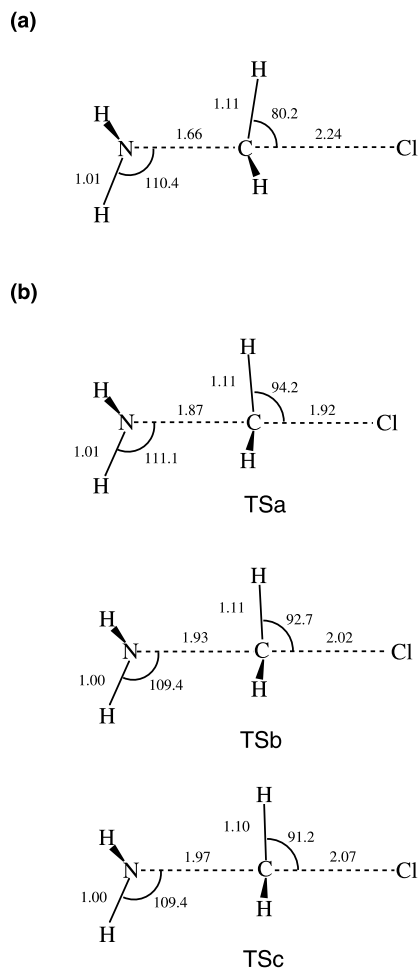 (a)
H
H
1.11
80.2
N
1.66
C
2.24
Cl
1.01
110.4
H
H
(b)
H
H
1.11
94.2
N
1.87
C
1.92
Cl
1.01
111.1
H
H
TSa
H
H
1.11
92.7
N
1.93
C
2.02
Cl
1.00
109.4
H
H
TSb
H
H
1.10
91.2
N
1.97
C
2.07
Cl
1.00
109.4
H
H
TSc